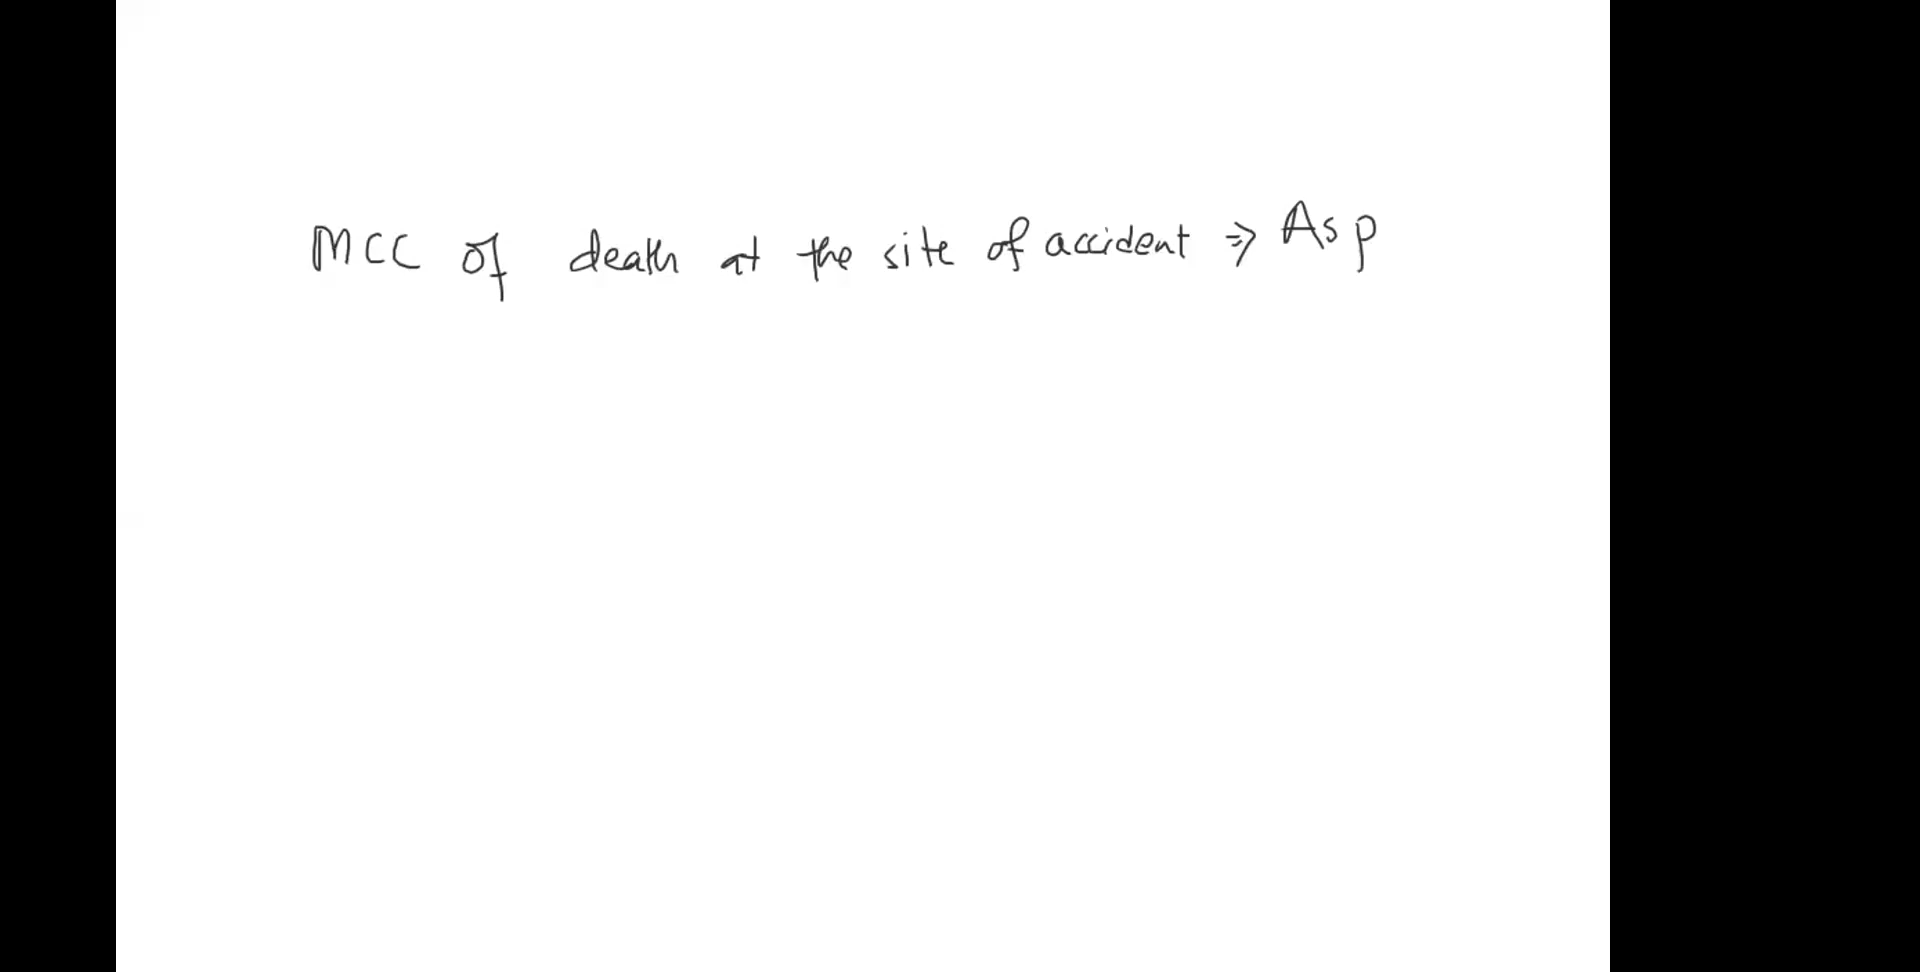 MCC of death at the site of accident ⇒ Asp